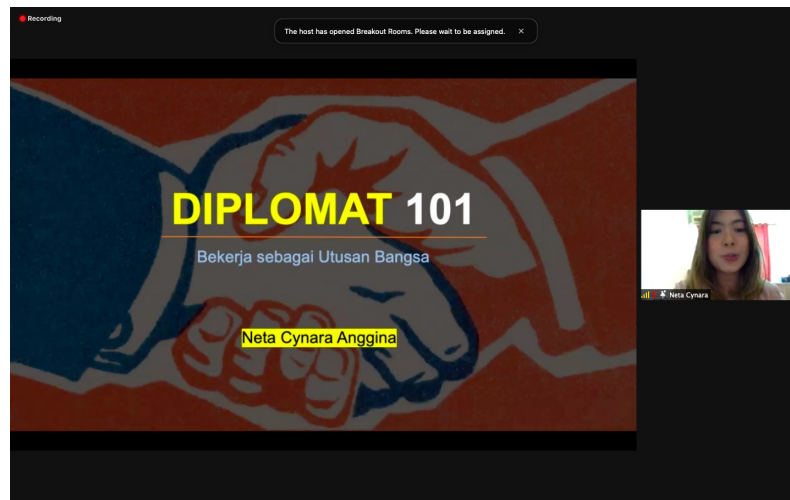 Recording
The host has opened Breakout Rooms. Please wait to be assigned. ×
DIPLOMAT 101
Bekerja sebagai Utusan Bangsa
Neta Cynara Anggina
Neta Cynara